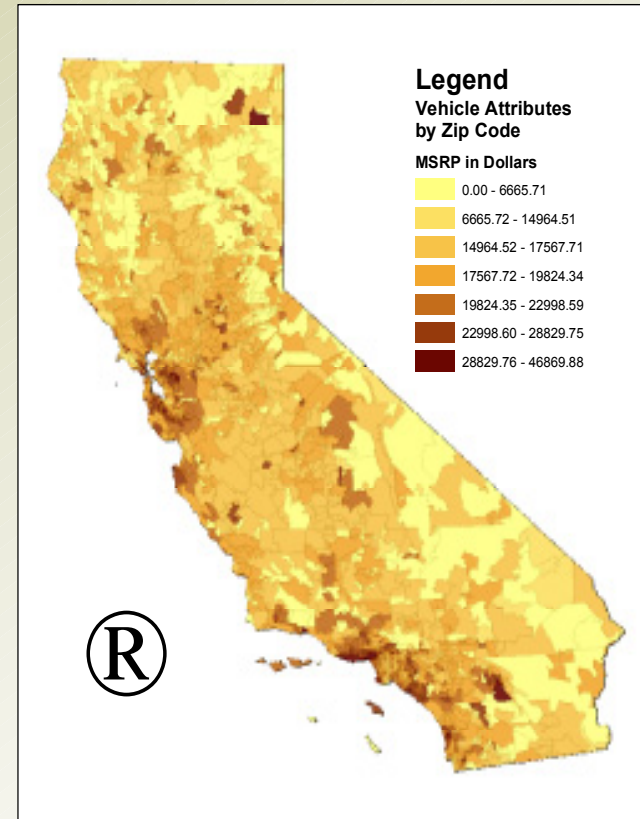 Legend
Vehicle Attributes
by Zip Code
MSRP in Dollars
0.00 - 6665.71
6665.72 - 14964.51
14964.52 - 17567.71
17567.72 - 19824.34
19824.35 - 22998.59
22998.60 - 28829.75
28829.76 - 46869.88
®